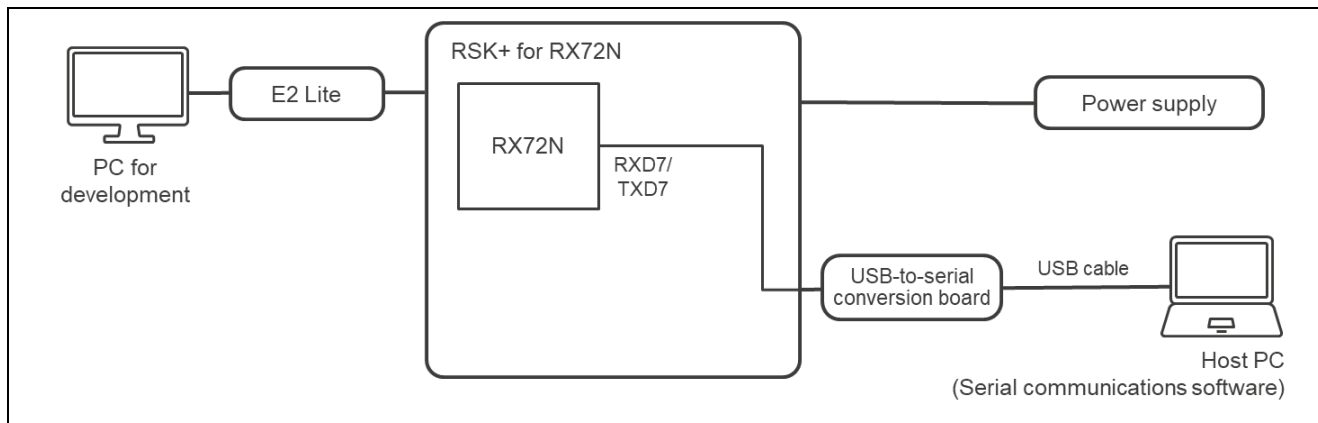 RSK+ for RX72N
E2 Lite
Power supply
RX72N
PC for
development
RXD7/
TXD7
USB-to-serial
conversion board
USB cable
Host PC
(Serial communications software)